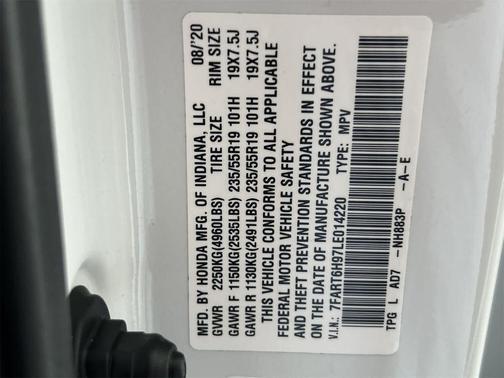 MFD. BY HONDA MFG. OF INDIANA, LLC 08/'20
GVWR 2250KG(4960LBS) TIRE SIZE RIM SIZE
GAWR F 1150KG(2535LBS) 235/55R19 101H 19X7.5J
GAWR R 1130KG(2491LBS) 235/55R19 101H 19X7.5J
THIS VEHICLE CONFORMS TO ALL APPLICABLE
FEDERAL MOTOR VEHICLE SAFETY
AND THEFT PREVENTION STANDARDS IN EFFECT
ON THE DATE OF MANUFACTURE SHOWN ABOVE.
V.I.N.: 7FART6H97LE014220 TYPE: MPV
TPG L AD7 -NH883P -A-E